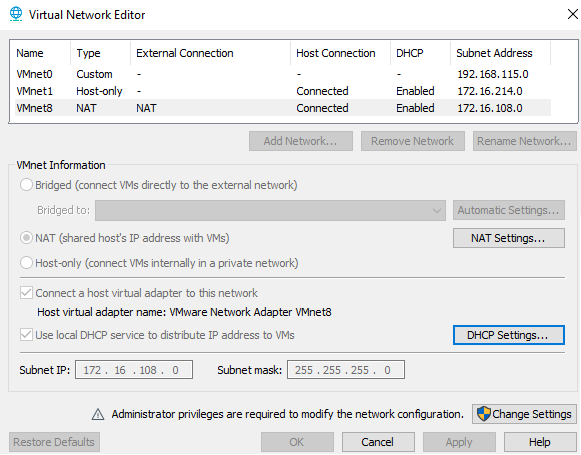 Virtual Network Editor
Name Type External Connection Host Connection DHCP Subnet Address
VMnet0 Custom - - - 192.168.115.0
VMnet1 Host-only - Connected Enabled 172.16.214.0
VMnet8 NAT NAT Connected Enabled 172.16.108.0
Add Network... Remove Network Rename Network...
VMnet Information
Bridged (connect VMs directly to the external network)
Bridged to: Automatic Settings...
NAT (shared host's IP address with VMs) NAT Settings...
Host-only (connect VMs internally in a private network)
Connect a host virtual adapter to this network
Host virtual adapter name: VMware Network Adapter VMnet8
Use local DHCP service to distribute IP address to VMs DHCP Settings...
Subnet IP: 172 . 16 . 108 . 0 Subnet mask: 255 . 255 . 255 . 0
Administrator privileges are required to modify the network configuration. Change Settings
Restore Defaults OK Cancel Apply Help